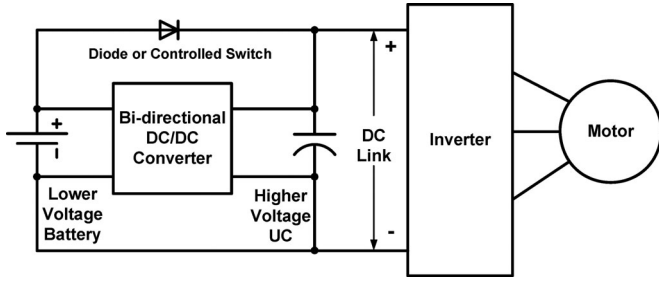 Diode or Controlled Switch
+
Bi-directional
DC/DC
Converter
+
-
Lower
Voltage
Battery
Higher
Voltage
UC
DC
Link
+
-
Inverter
Motor